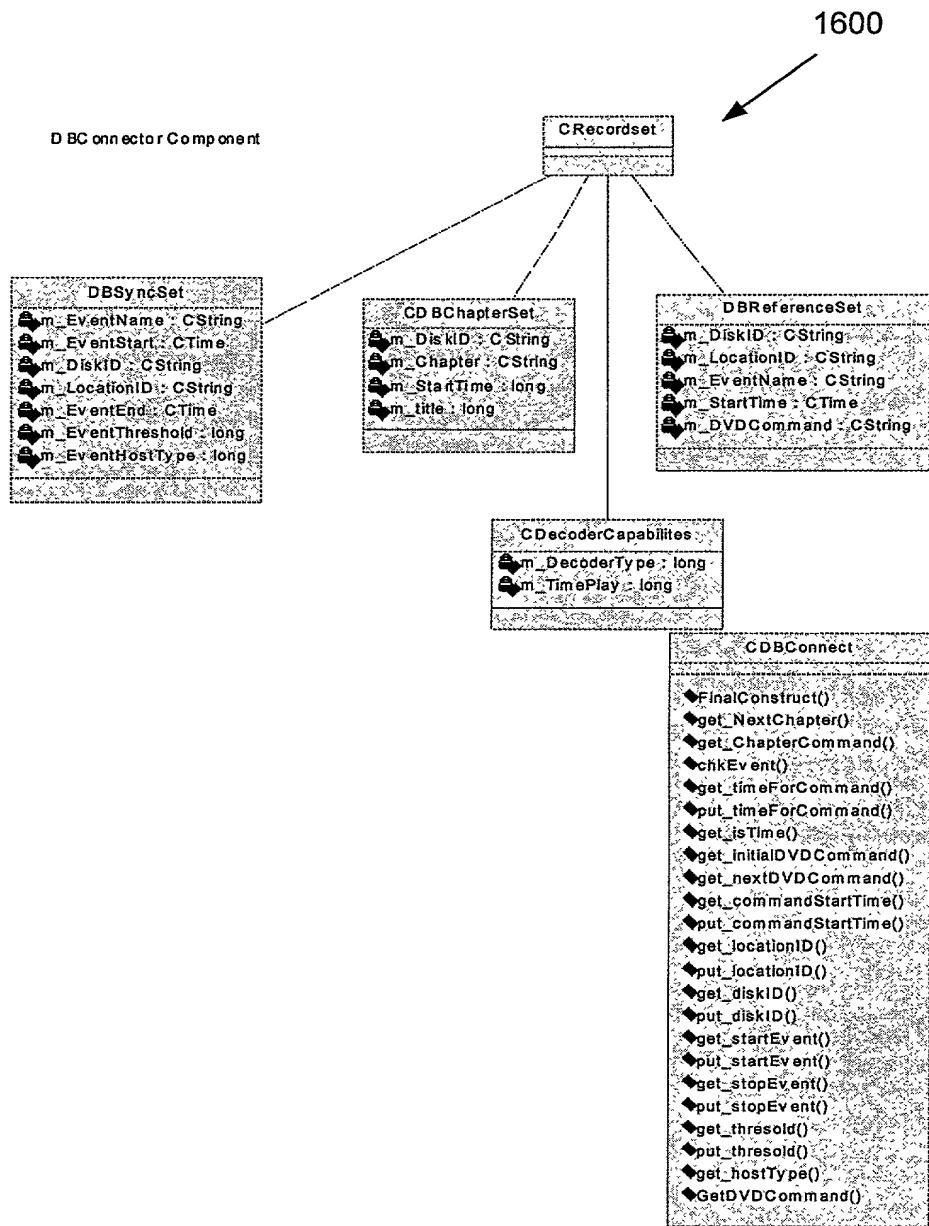 1600
DBConnector Component
CRecordset
DBSyncSet
m_EventName : CString
m_EventStart : CTime
m_DiskID : CString
m_LocationID : CString
m_EventEnd : CTime
m_EventThreshold : long
m_EventHostType : long
CDBChapterSet
m_DiskID : CString
m_Chapter : CString
m_StartTime : long
m_title : long
DBReferenceSet
m_DiskID : CString
m_LocationID : CString
m_EventName : CString
m_StartTime : CTime
m_DVDCommand : CString
CDecoderCapabilites
m_DecoderType : long
m_TimePlay : long
CDBConnect
FinalConstruct()
get_NextChapter()
get_ChapterCommand()
chkEvent()
get_timeForCommand()
put_timeForCommand()
get_isTime()
get_initialDVDCommand()
get_nextDVDCommand()
get_commandStartTime()
put_commandStartTime()
get_locationID()
put_locationID()
get_diskID()
put_diskID()
get_startEvent()
put_startEvent()
get_stopEvent()
put_stopEvent()
get_thresold()
put_thresold()
get_hostType()
GetDVDCommand()